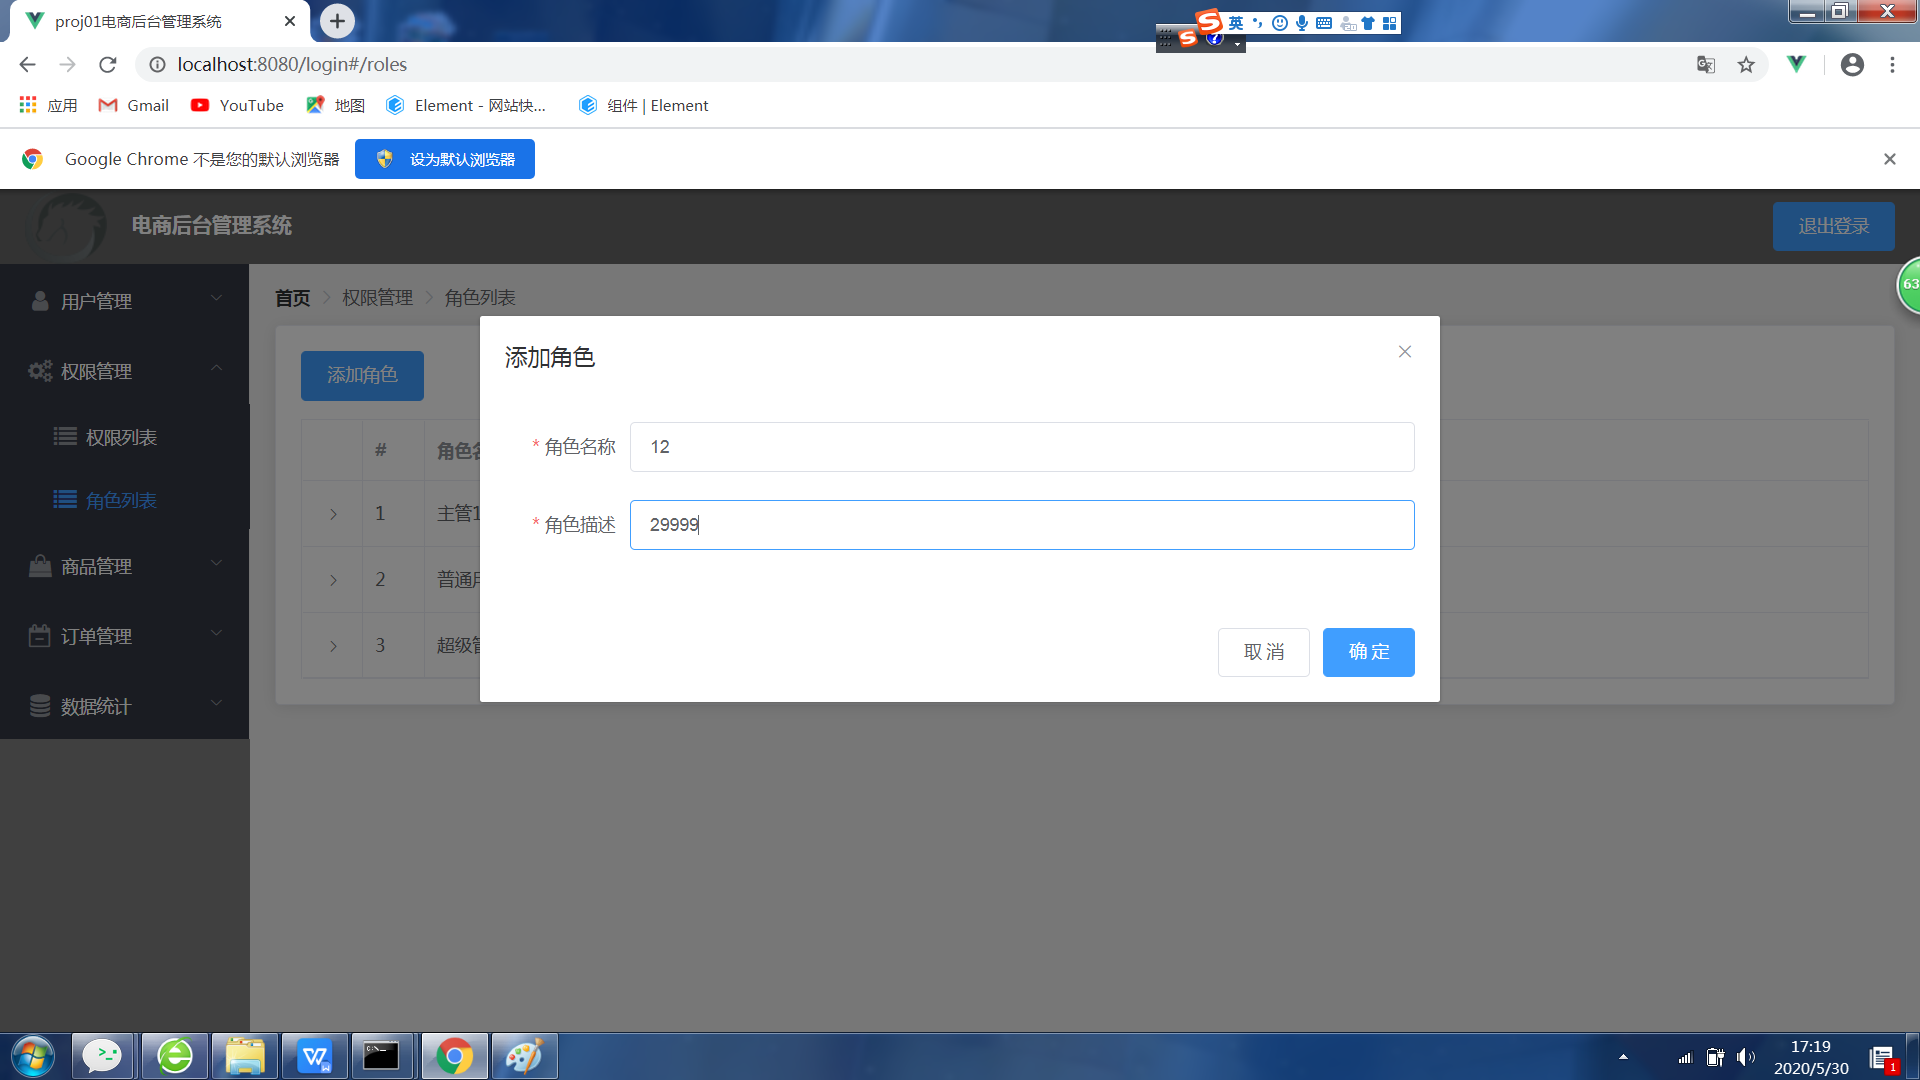 proj01电商后台管理系统
英
localhost:8080/login#/roles
应用
Gmail
YouTube
地图
Element - 网站快...
组件 | Element
Google Chrome 不是您的默认浏览器
设为默认浏览器
电商后台管理系统
退出登录
63
用户管理
权限管理
权限列表
角色列表
商品管理
订单管理
数据统计
首页
权限管理
角色列表
添加角色
#
角色
1
主管1
2
普通
3
超级
添加角色
* 角色名称
12
* 角色描述
29999
取 消
确 定
17:19
2020/5/30
1